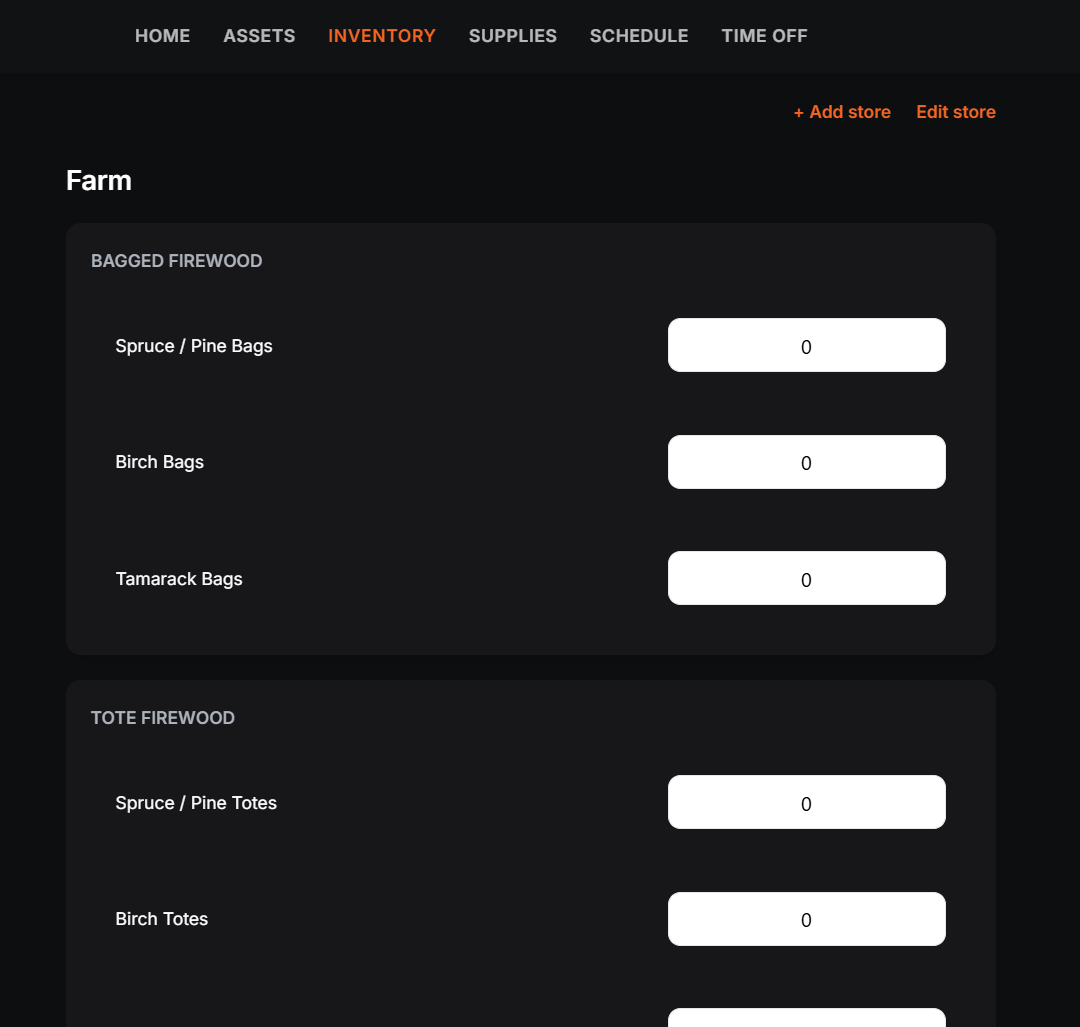 HOME ASSETS INVENTORY SUPPLIES SCHEDULE TIME OFF
+ Add store Edit store
Farm
BAGGED FIREWOOD
Spruce / Pine Bags 0
Birch Bags 0
Tamarack Bags 0
TOTE FIREWOOD
Spruce / Pine Totes 0
Birch Totes 0